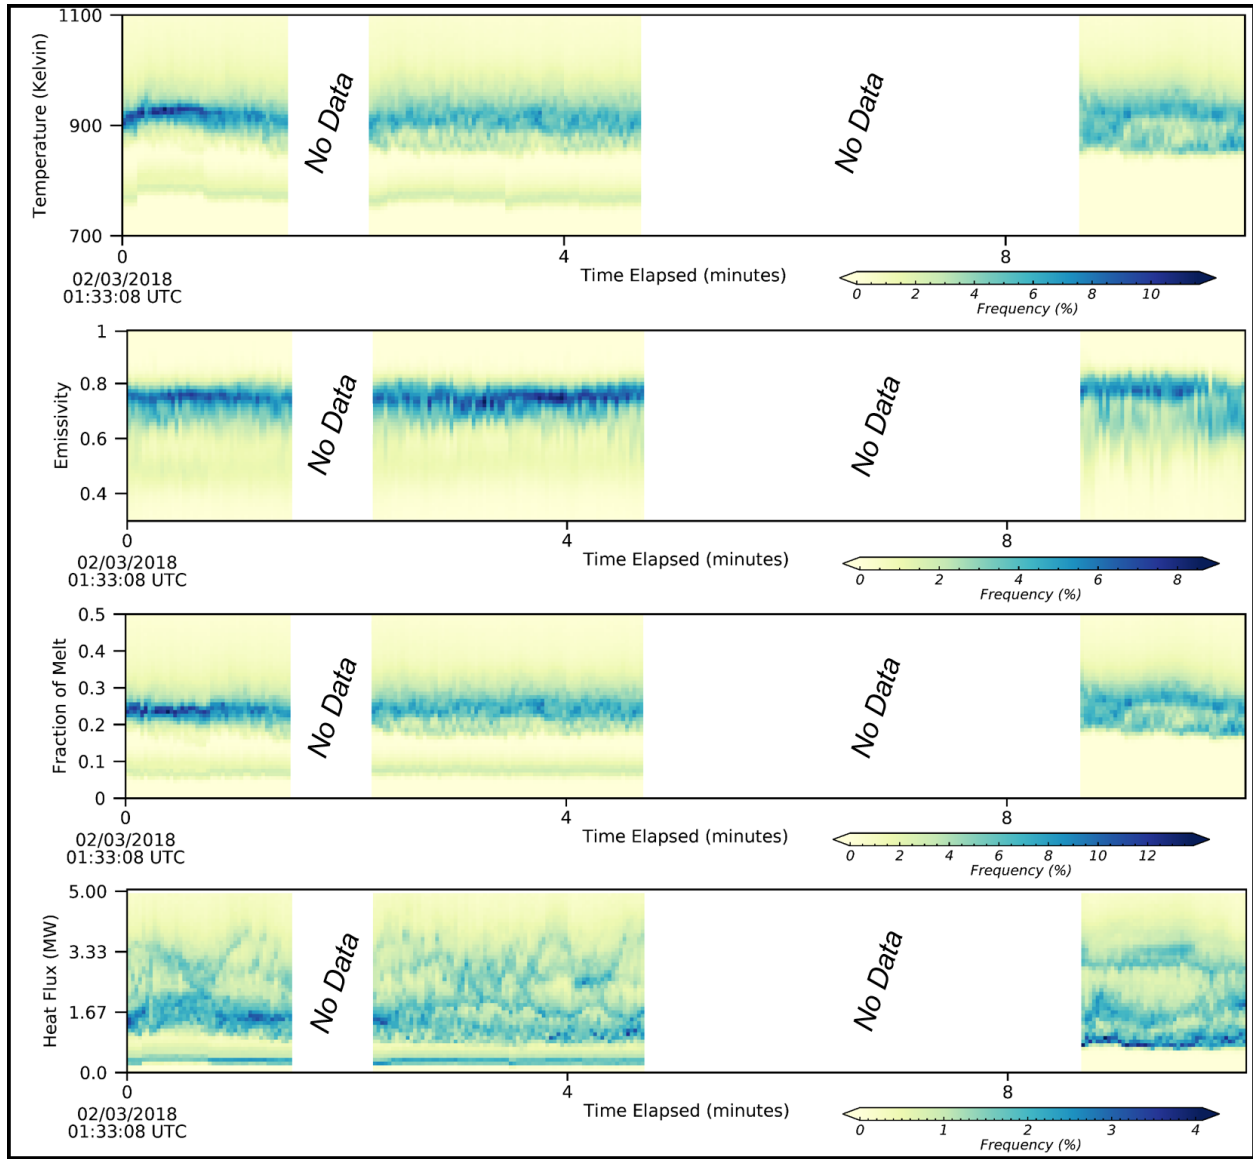 1100
900
700
Temperature (Kelvin)
No Data
No Data
0
4
8
02/03/2018
01:33:08 UTC
Time Elapsed (minutes)
0 2 4 6 8 10
Frequency (%)
1
0.8
0.6
0.4
Emissivity
No Data
No Data
0
4
8
02/03/2018
01:33:08 UTC
Time Elapsed (minutes)
0 2 4 6 8
Frequency (%)
0.5
0.4
0.3
0.2
0.1
0
Fraction of Melt
No Data
No Data
0
4
8
02/03/2018
01:33:08 UTC
Time Elapsed (minutes)
0 2 4 6 8 10 12
Frequency (%)
5.00
3.33
1.67
0.0
Heat Flux (MW)
No Data
No Data
0
4
8
02/03/2018
01:33:08 UTC
Time Elapsed (minutes)
0 1 2 3 4
Frequency (%)